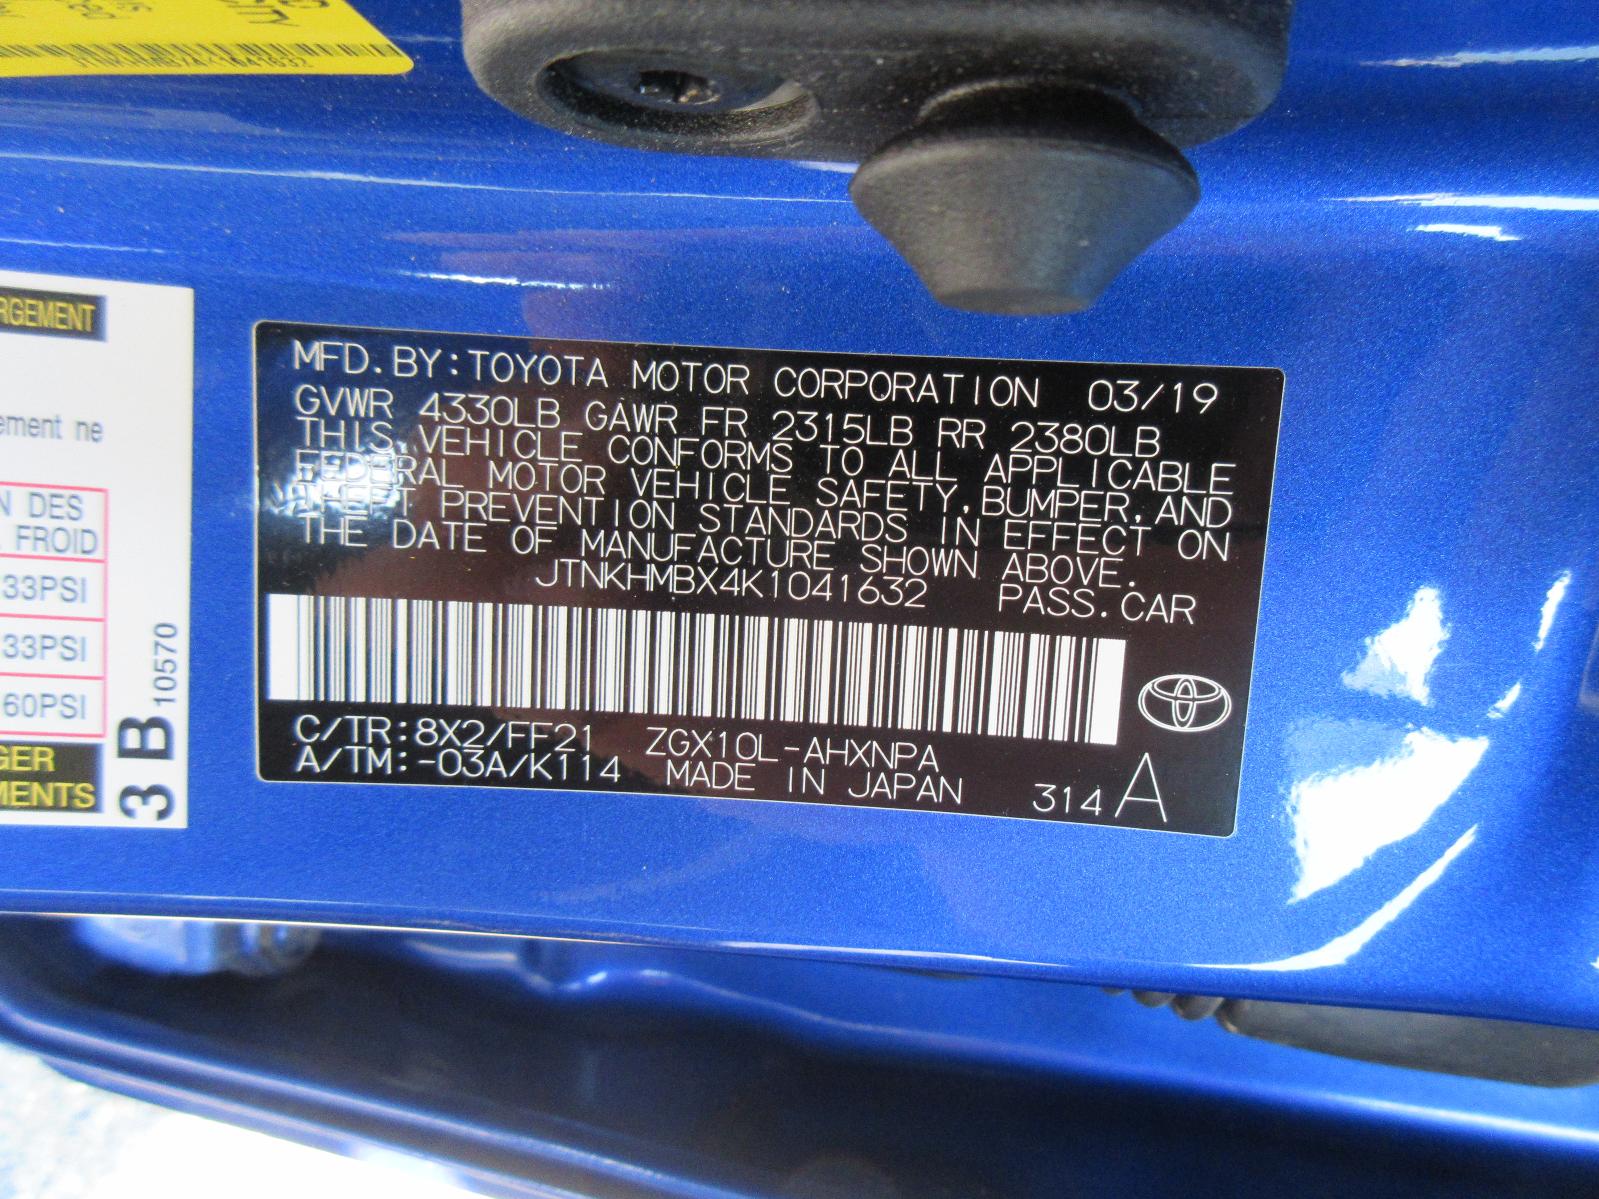 JTNKHMBX4K1041632
RGEMENT
ement ne
N DES
FROID
33PSI
33PSI
60PSI
GER
MENTS
3 B 10570
MFD. BY: TOYOTA MOTOR CORPORATION 03/19
GVWR 4330LB GAWR FR 2315LB RR 2380LB
THIS VEHICLE CONFORMS TO ALL APPLICABLE
FEDERAL MOTOR VEHICLE SAFETY, BUMPER, AND
THEFT PREVENTION STANDARDS IN EFFECT ON
THE DATE OF MANUFACTURE SHOWN ABOVE.
JTNKHMBX4K1041632 PASS. CAR
C/TR: 8X2/FF21 ZGX10L-AHXNPA
A/TM: -03A/K114 MADE IN JAPAN 314 A